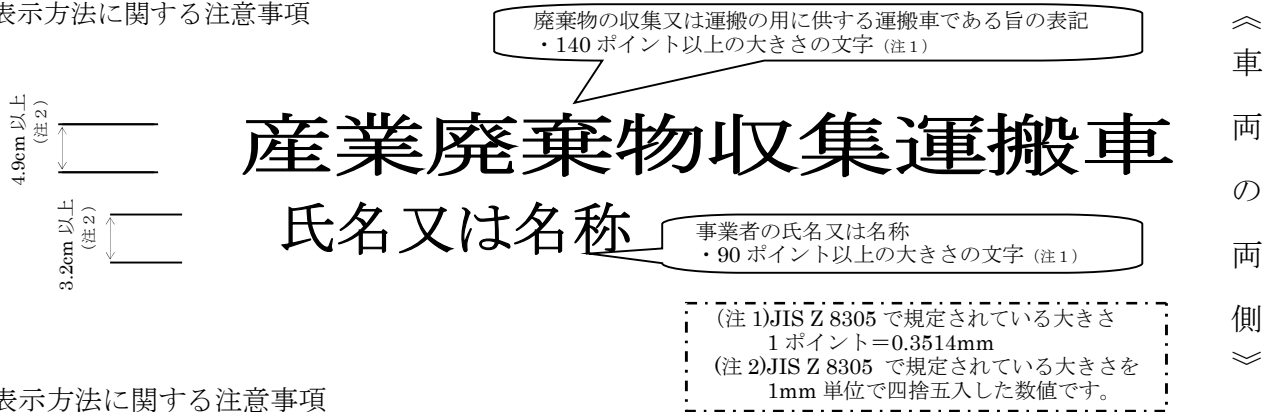 表示方法に関する注意事項
廃棄物の収集又は運搬の用に供する運搬車である旨の表記
・140 ポイント以上の大きさの文字（注１）
4.9cm 以上
（注２）
産業廃棄物収集運搬車
3.2cm 以上
（注２）
氏名又は名称
事業者の氏名又は名称
・90 ポイント以上の大きさの文字（注１）
(注 1)JIS Z 8305 で規定されている大きさ
1 ポイント＝0.3514mm
(注 2)JIS Z 8305 で規定されている大きさを
1mm 単位で四捨五入した数値です。
表示方法に関する注意事項
≪車両の両側≫